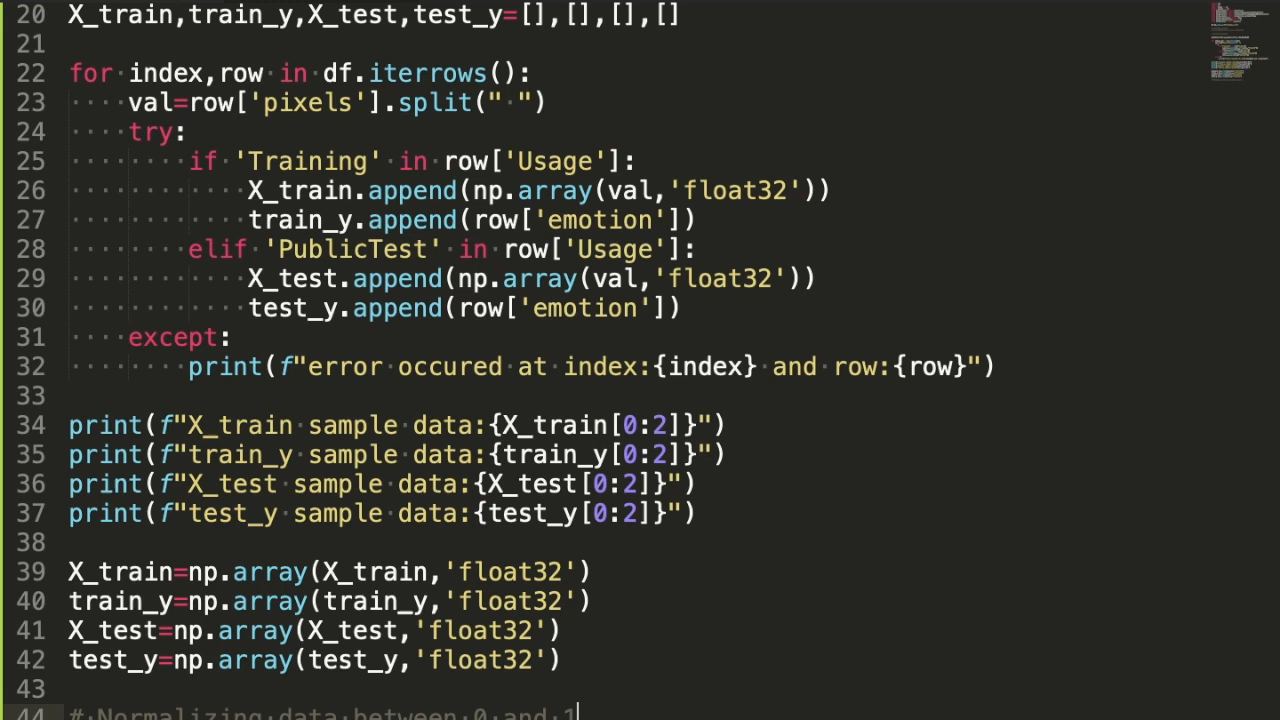 20 X_train,train_y,X_test,test_y=[],[],[],[]
21
22 for index,row in df.iterrows():
23     val=row['pixels'].split(" ")
24     try:
25         if 'Training' in row['Usage']:
26             X_train.append(np.array(val,'float32'))
27             train_y.append(row['emotion'])
28         elif 'PublicTest' in row['Usage']:
29             X_test.append(np.array(val,'float32'))
30             test_y.append(row['emotion'])
31     except:
32         print(f"error occured at index:{index} and row:{row}")
33
34 print(f"X_train sample data:{X_train[0:2]}")
35 print(f"train_y sample data:{train_y[0:2]}")
36 print(f"X_test sample data:{X_test[0:2]}")
37 print(f"test_y sample data:{test_y[0:2]}")
38
39 X_train=np.array(X_train,'float32')
40 train_y=np.array(train_y,'float32')
41 X_test=np.array(X_test,'float32')
42 test_y=np.array(test_y,'float32')
43
44 # Normalizing data between 0 and 1